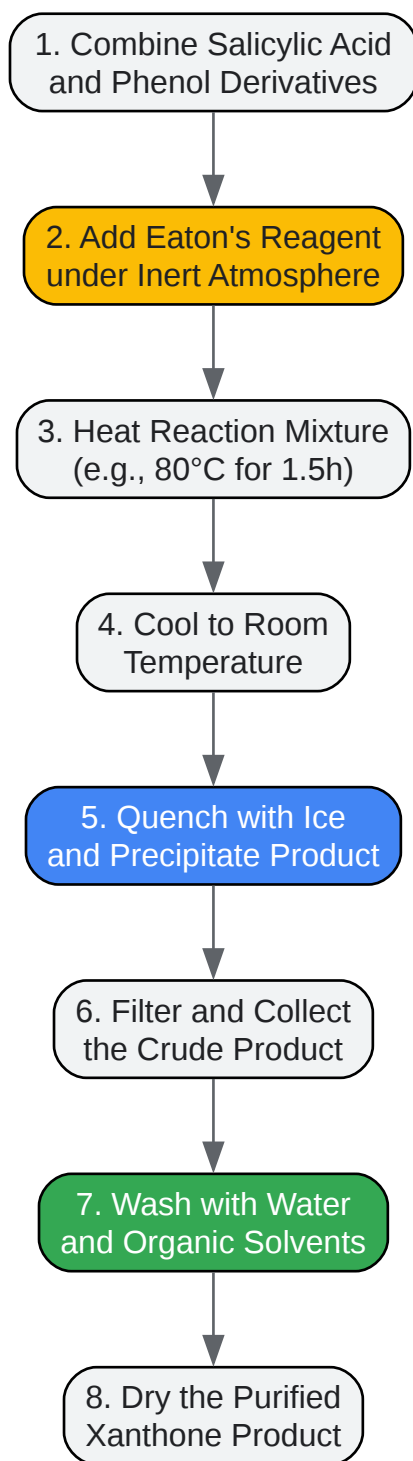 1. Combine Salicylic Acid
and Phenol Derivatives
2. Add Eaton's Reagent
under Inert Atmosphere
3. Heat Reaction Mixture
(e.g., 80°C for 1.5h)
4. Cool to Room
Temperature
5. Quench with Ice
and Precipitate Product
6. Filter and Collect
the Crude Product
7. Wash with Water
and Organic Solvents
8. Dry the Purified
Xanthone Product